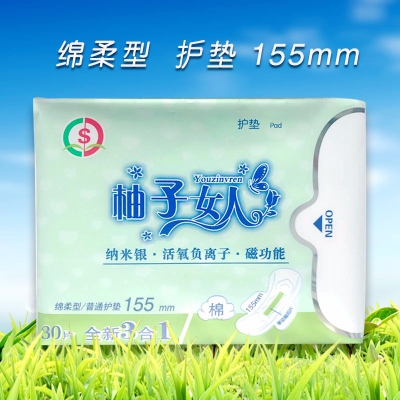 绵柔型 护垫 155mm
护垫 Pad
Youzinvren
柚子女人
OPEN
纳米银·活氧负离子·磁功能
绵柔型/普通护垫 155 mm
棉
155mm
30片 全新3合1